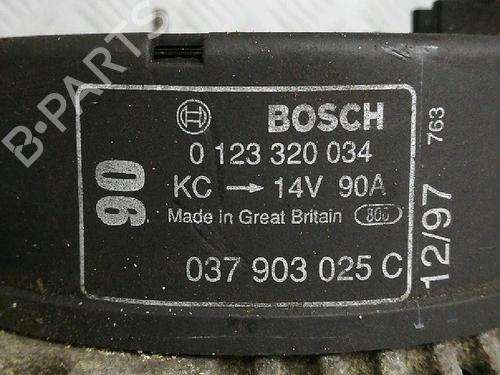 BOSCH
0 123 320 034
KC → 14V 90A
Made in Great Britain
037 903 025 C
90
12/97
763
B-PARTS